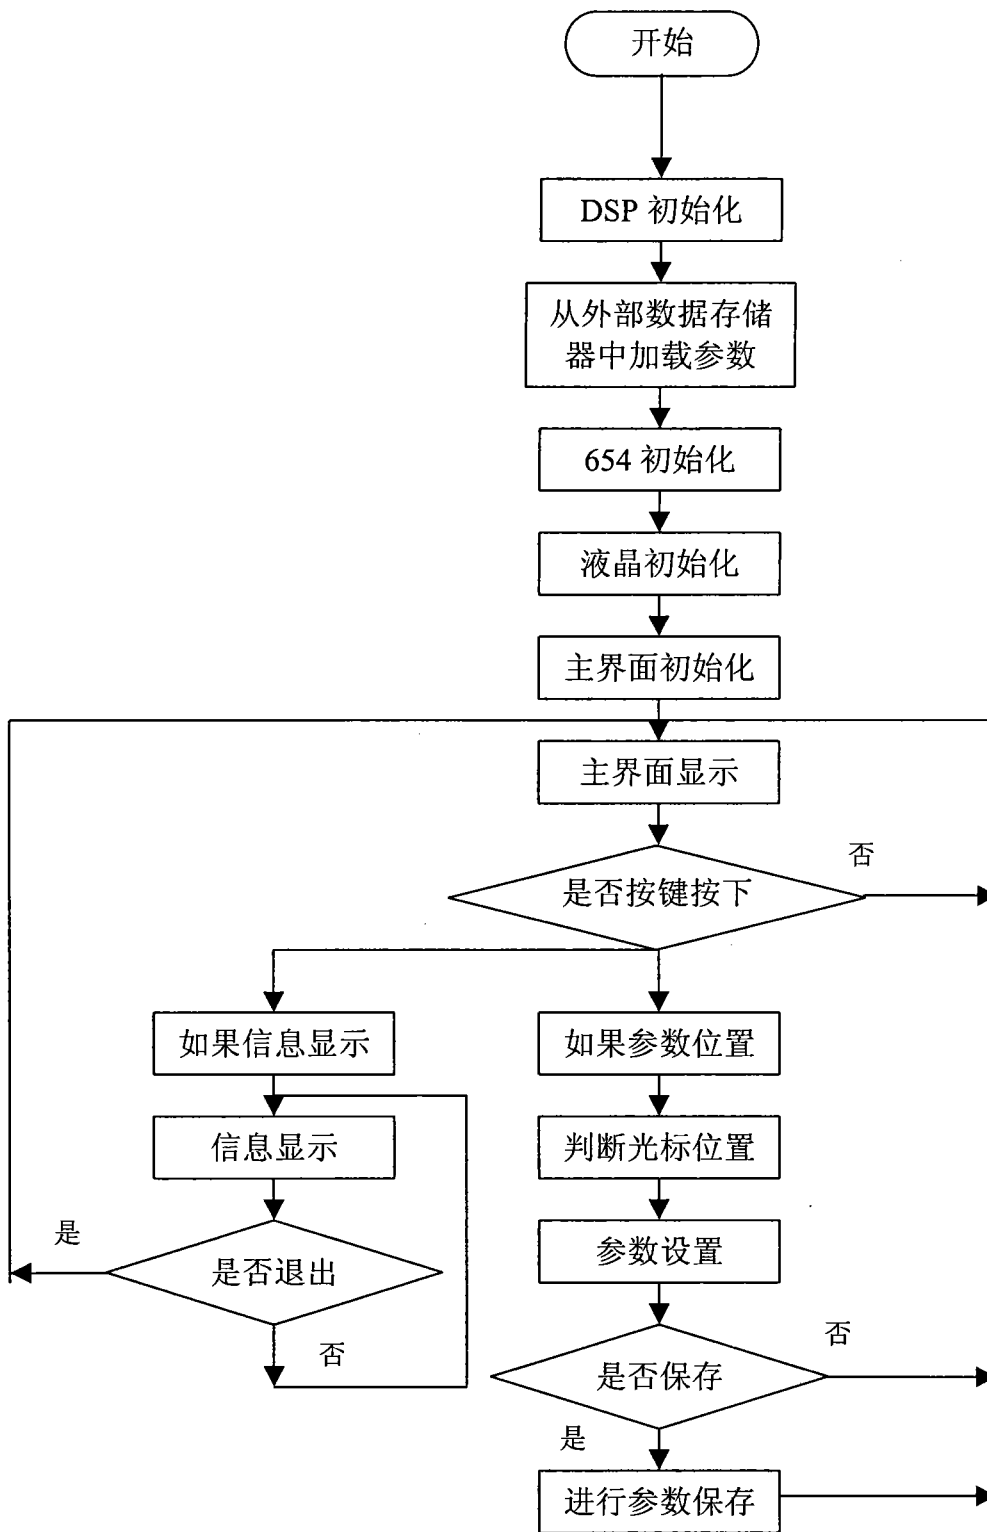 开始
DSP 初始化
从外部数据存储
器中加载参数
654 初始化
液晶初始化
主界面初始化
主界面显示
否
是否按键按下
如果信息显示
如果参数位置
信息显示
判断光标位置
是
是否退出
参数设置
否
否
是否保存
是
进行参数保存